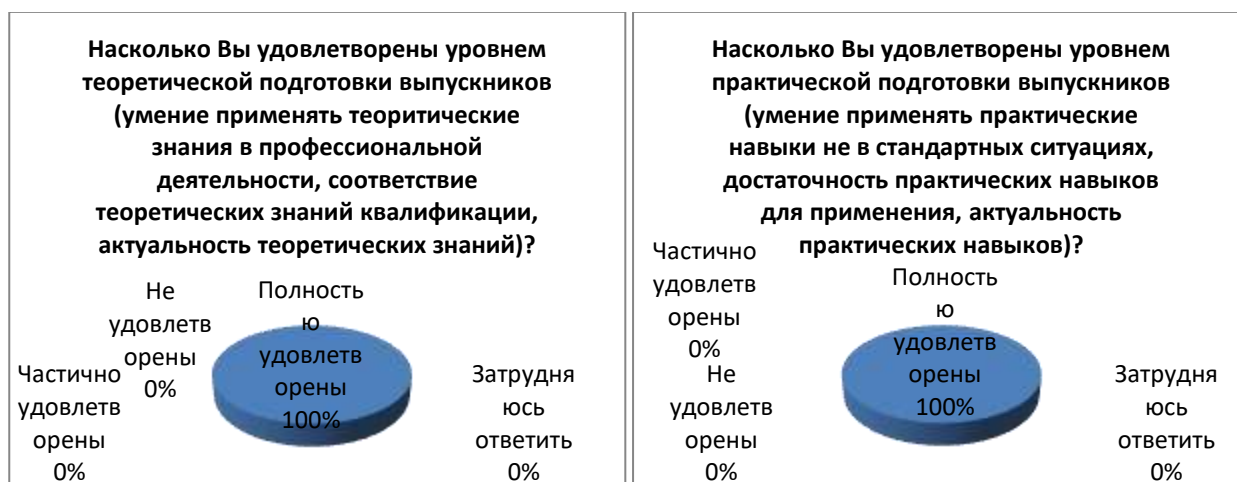 Насколько Вы удовлетворены уровнем
теоретической подготовки выпускников
(умение применять теоритические
знания в профессиональной
деятельности, соответствие
теоретических знаний квалификации,
актуальность теоретических знаний)?
Не
удовлетв
орены
0%
Полность
ю
удовлетв
орены
100%
Частично
удовлетв
орены
0%
Затрудня
юсь
ответить
0%
Насколько Вы удовлетворены уровнем
практической подготовки выпускников
(умение применять практические
навыки не в стандартных ситуациях,
достаточность практических навыков
для применения, актуальность
практических навыков)?
Частично
удовлетв
орены
0%
Полность
ю
удовлетв
орены
100%
Не
удовлетв
орены
0%
Затрудня
юсь
ответить
0%